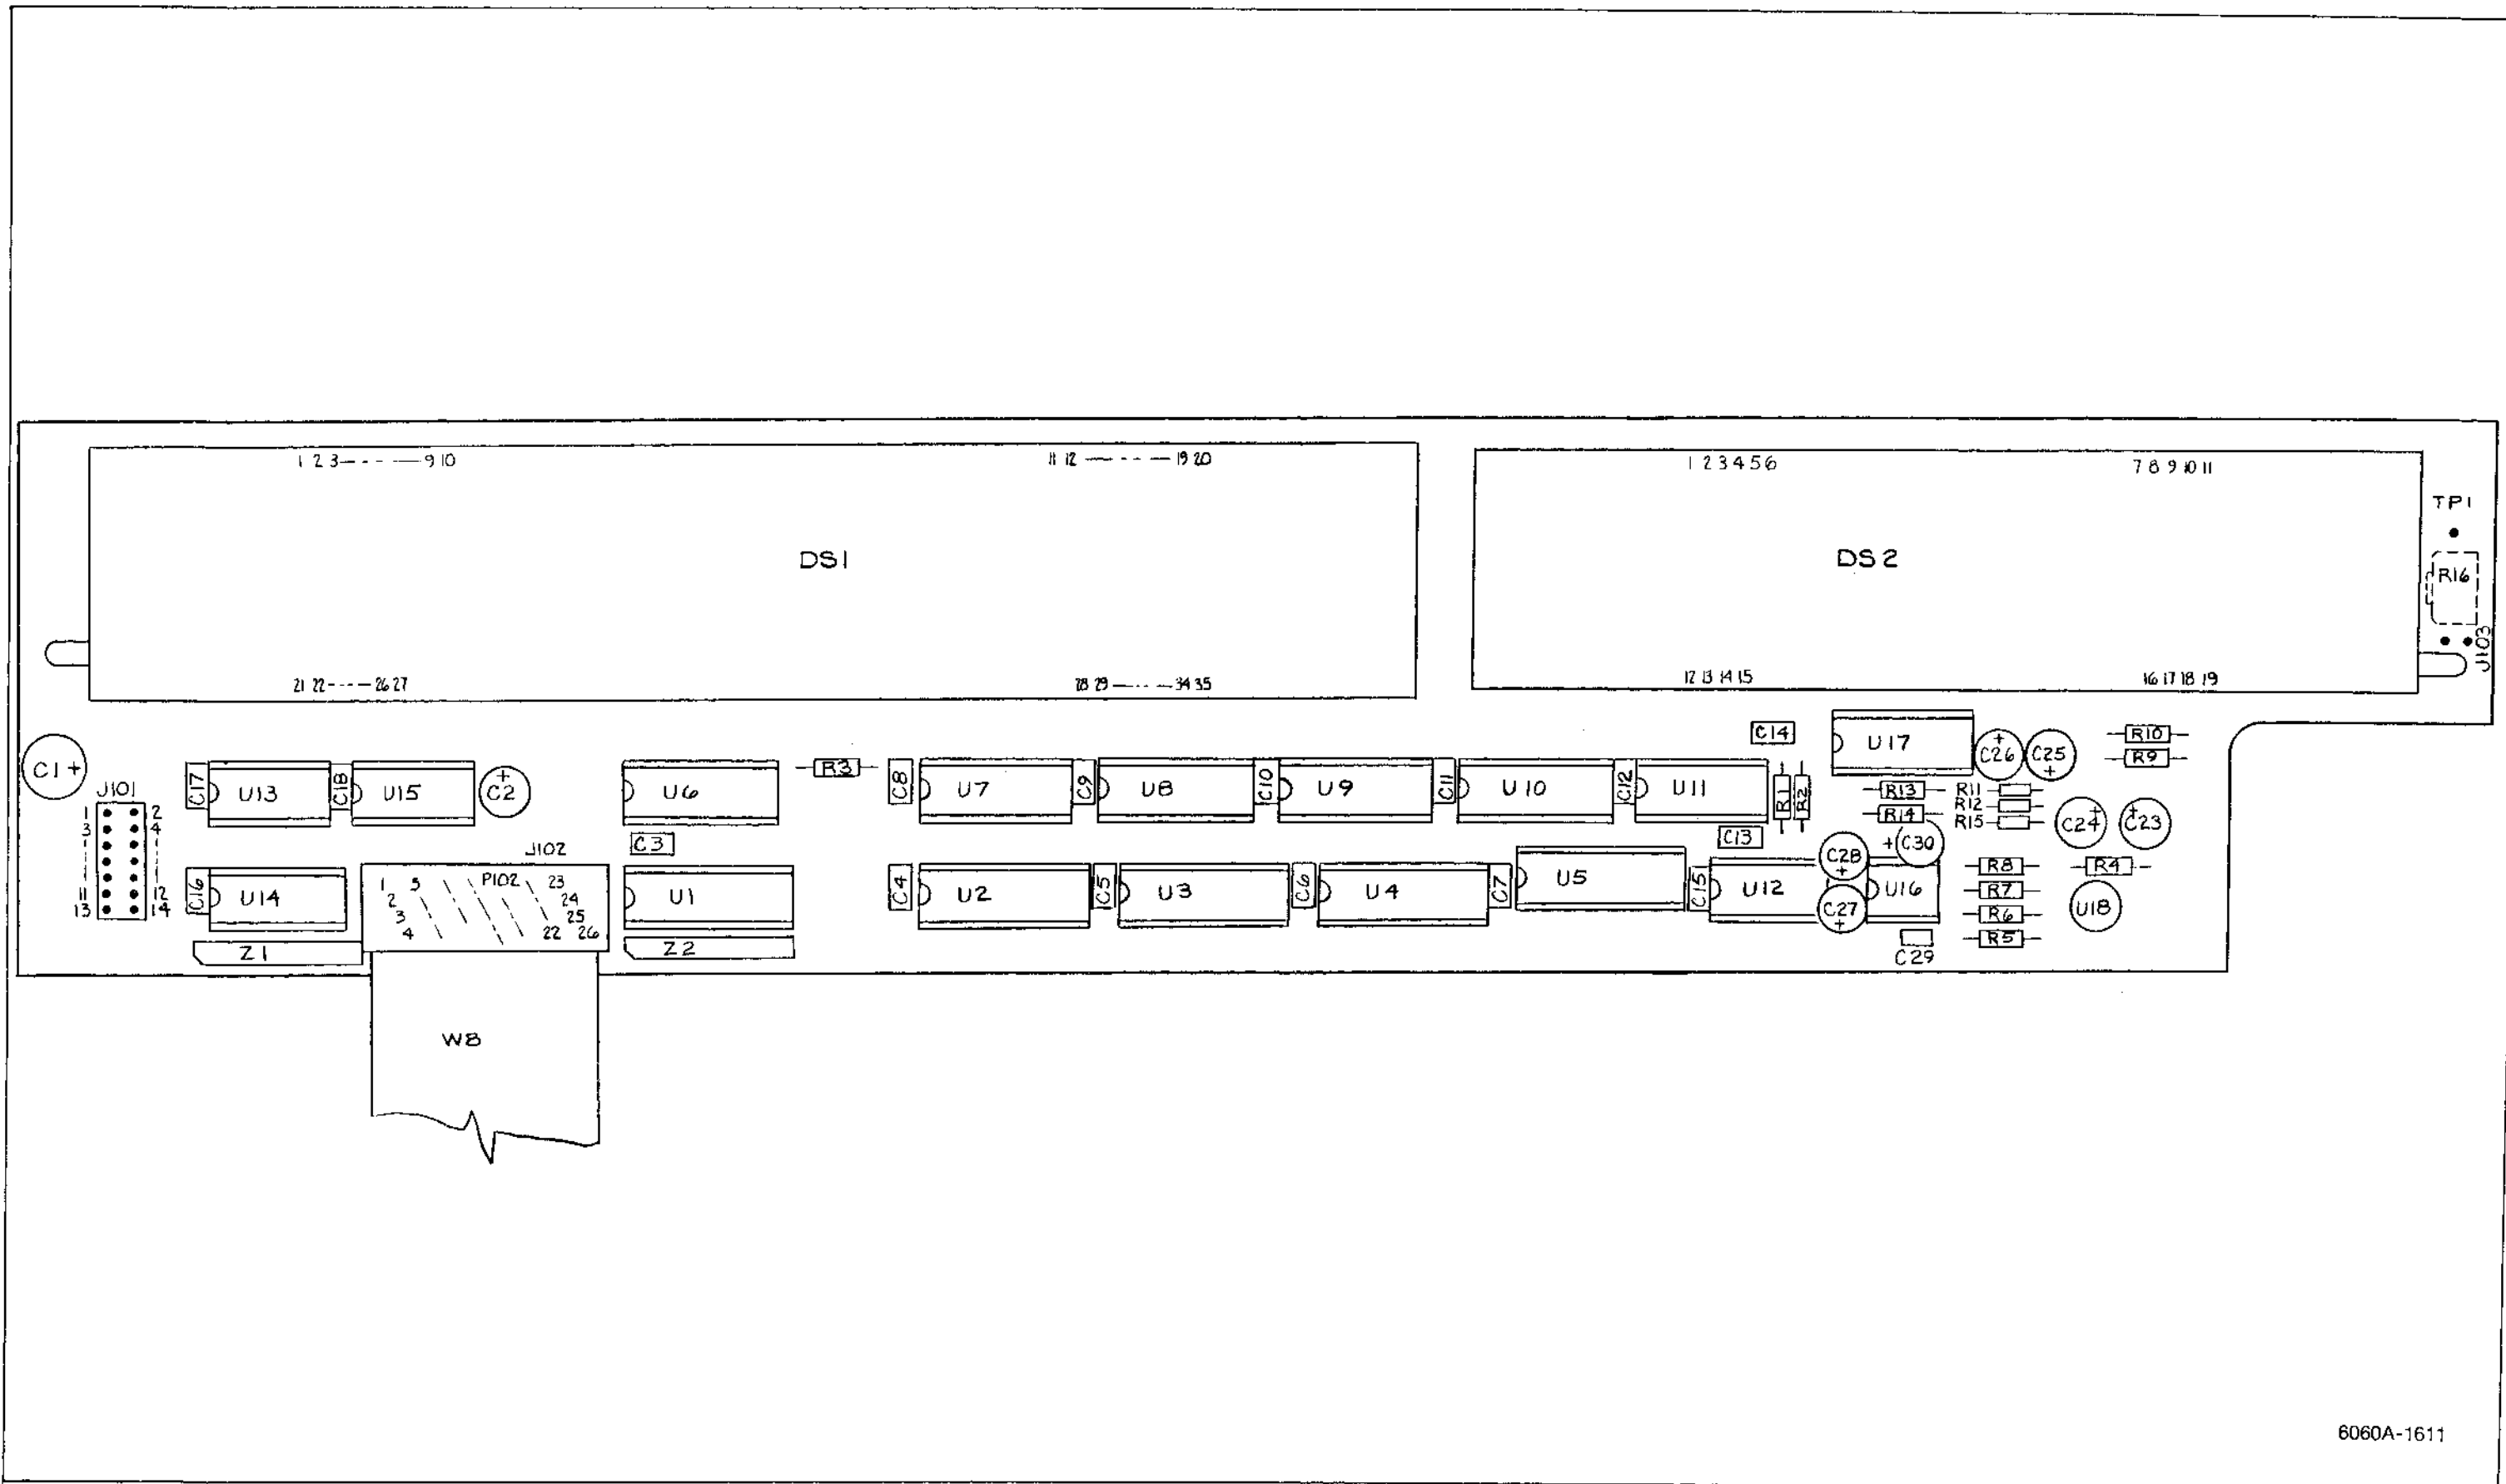 1 2 3 - - - 9 10
11 12 - - - 19 20
1 2 3 4 5 6
7 8 9 10 11
TP1
DS1
DS2
R16
J103
21 22 - - - 26 27
28 29 - - - 34 35
12 13 14 15
16 17 18 19
C14
U17
C26
+
C25
+
R10
R9
C1 +
J101
C17
U13
C18
U15
+
C2
U6
R3
C8
U7
C9
U8
C10
U9
C11
U10
C12
U11
R1
R2
R13
R14
R11
R12
R15
C24
+
C23
+
1
2
3
4
11
12
13
14
C3
J102
C13
C28
+
+ C30
R8
R4
C16
U14
P102
1
2
3
4
5
23
24
25
22 26
U1
C4
U2
C5
U3
C6
U4
C7
U5
C15
U12
C27
+
U16
R7
R6
R5
U18
Z1
Z2
C29
W8
6060A-1611